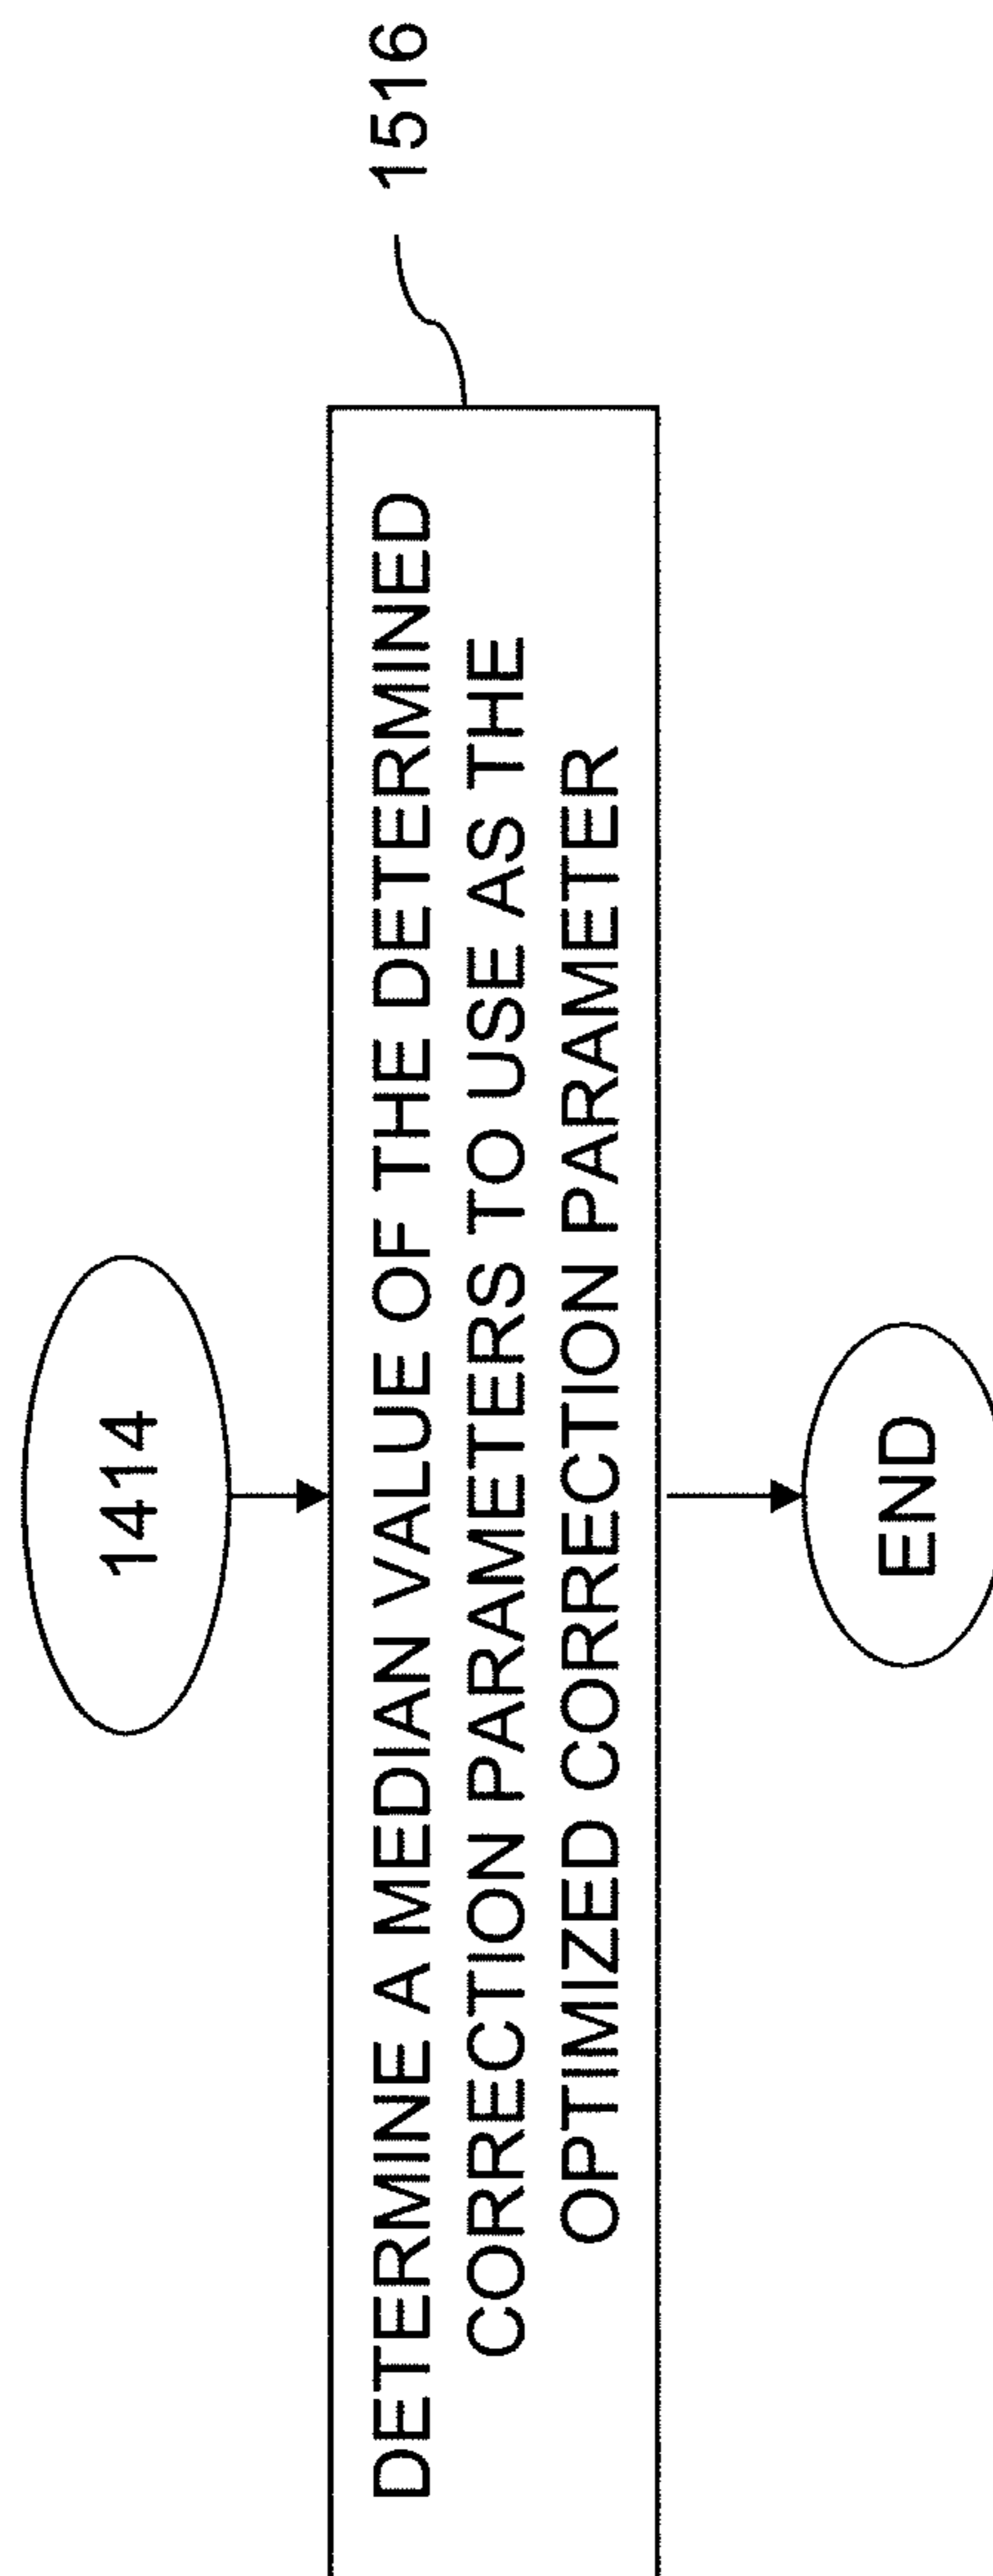 1414
DETERMINE A MEDIAN VALUE OF THE DETERMINED
CORRECTION PARAMETERS TO USE AS THE
OPTIMIZED CORRECTION PARAMETER
1516
END